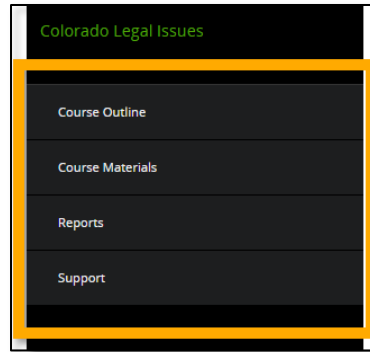 Colorado Legal Issues
Course Outline
Course Materials
Reports
Support